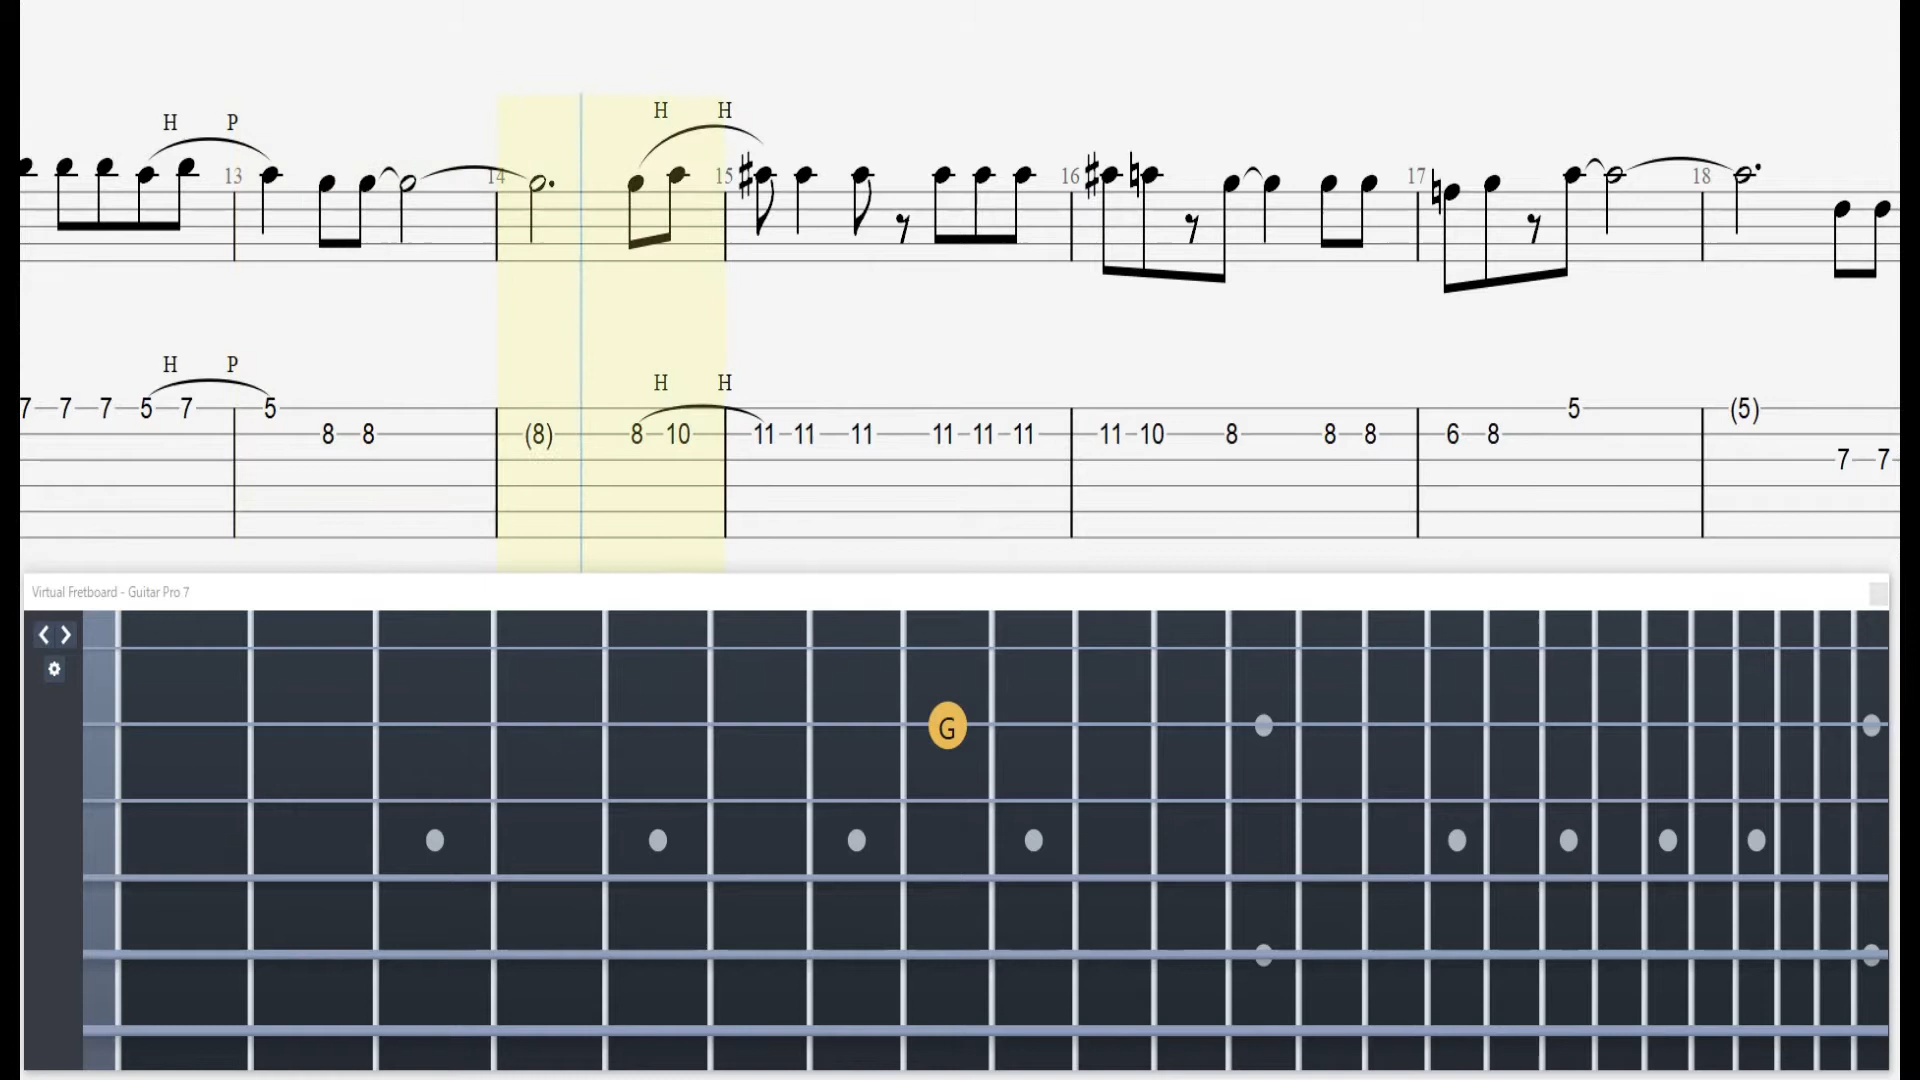 H P H H
13 14 15 16 17 18
H P H H
7 7 7 5 7 5 5 (5)
8 8 (8) 8 10 11 11 11 11 11 11 11 10 8 8 8 6 8
7 7
Virtual Fretboard - Guitar Pro 7
G